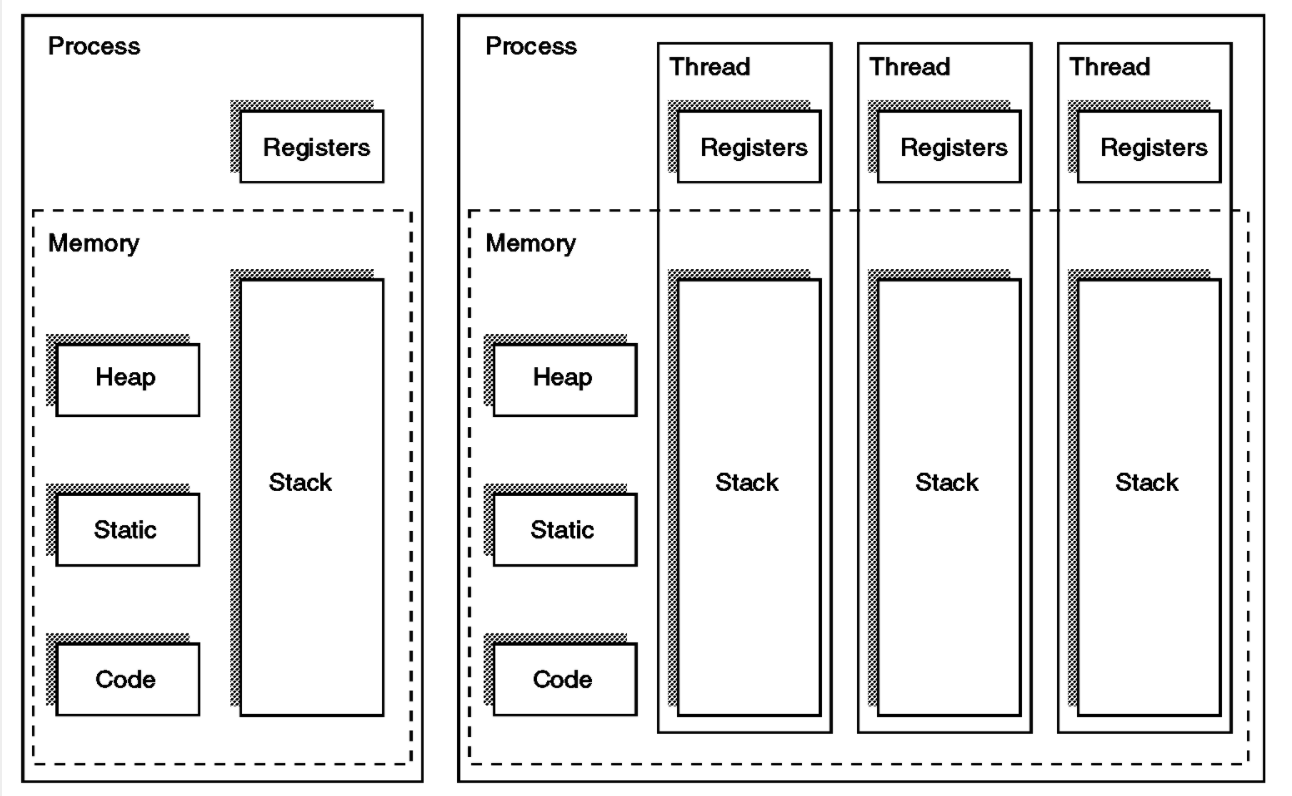 Process
Registers
Memory
Heap
Stack
Static
Code
Process
Thread
Thread
Thread
Registers
Registers
Registers
Memory
Heap
Static
Code
Stack
Stack
Stack